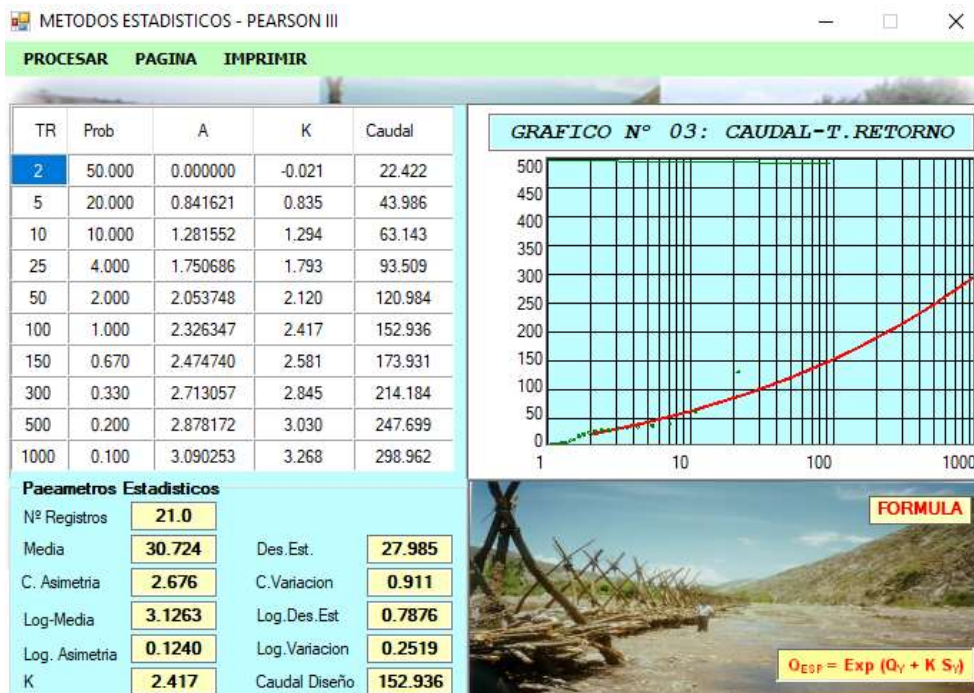 METODOS ESTADISTICOS - PEARSON III
PROCESAR PAGINA IMPRIMIR
TR Prob A K Caudal
2 50.000 0.000000 -0.021 22.422
5 20.000 0.841621 0.835 43.986
10 10.000 1.281552 1.294 63.143
25 4.000 1.750686 1.793 93.509
50 2.000 2.053748 2.120 120.984
100 1.000 2.326347 2.417 152.936
150 0.670 2.474740 2.581 173.931
300 0.330 2.713057 2.845 214.184
500 0.200 2.878172 3.030 247.699
1000 0.100 3.090253 3.268 298.962
GRAFICO Nº 03: CAUDAL-T.RETORNO
500
450
400
350
300
250
200
150
100
50
0
1 10 100 1000
Paeametros Estadisticos
Nº Registros 21.0
Media 30.724 Des.Est. 27.985
C. Asimetria 2.676 C.Variacion 0.911
Log-Media 3.1263 Log.Des.Est 0.7876
Log. Asimetria 0.1240 Log.Variacion 0.2519
K 2.417 Caudal Diseño 152.936
FORMULA
QESP = Exp (QY + K SY)